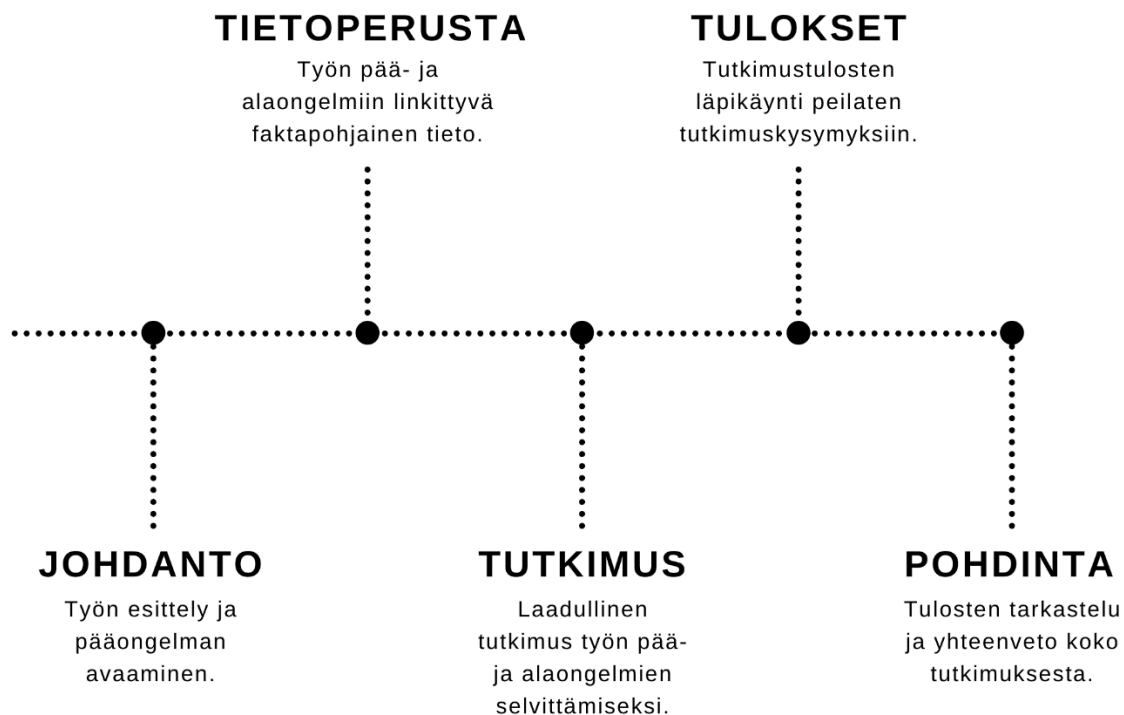 TIETOPERUSTA
Työn pää- ja
alaongelmiin linkittyvä
faktapohjainen tieto.
TULOKSET
Tutkimustulosten
läpikäynti peilaten
tutkimuskysymyksiin.
JOHDANTO
Työn esittely ja
pääongelman
avaaminen.
TUTKIMUS
Laadullinen
tutkimus työn pää-
ja alaongelmien
selvittämiseksi.
POHDINTA
Tulosten tarkastelu
ja yhteenveto koko
tutkimuksesta.